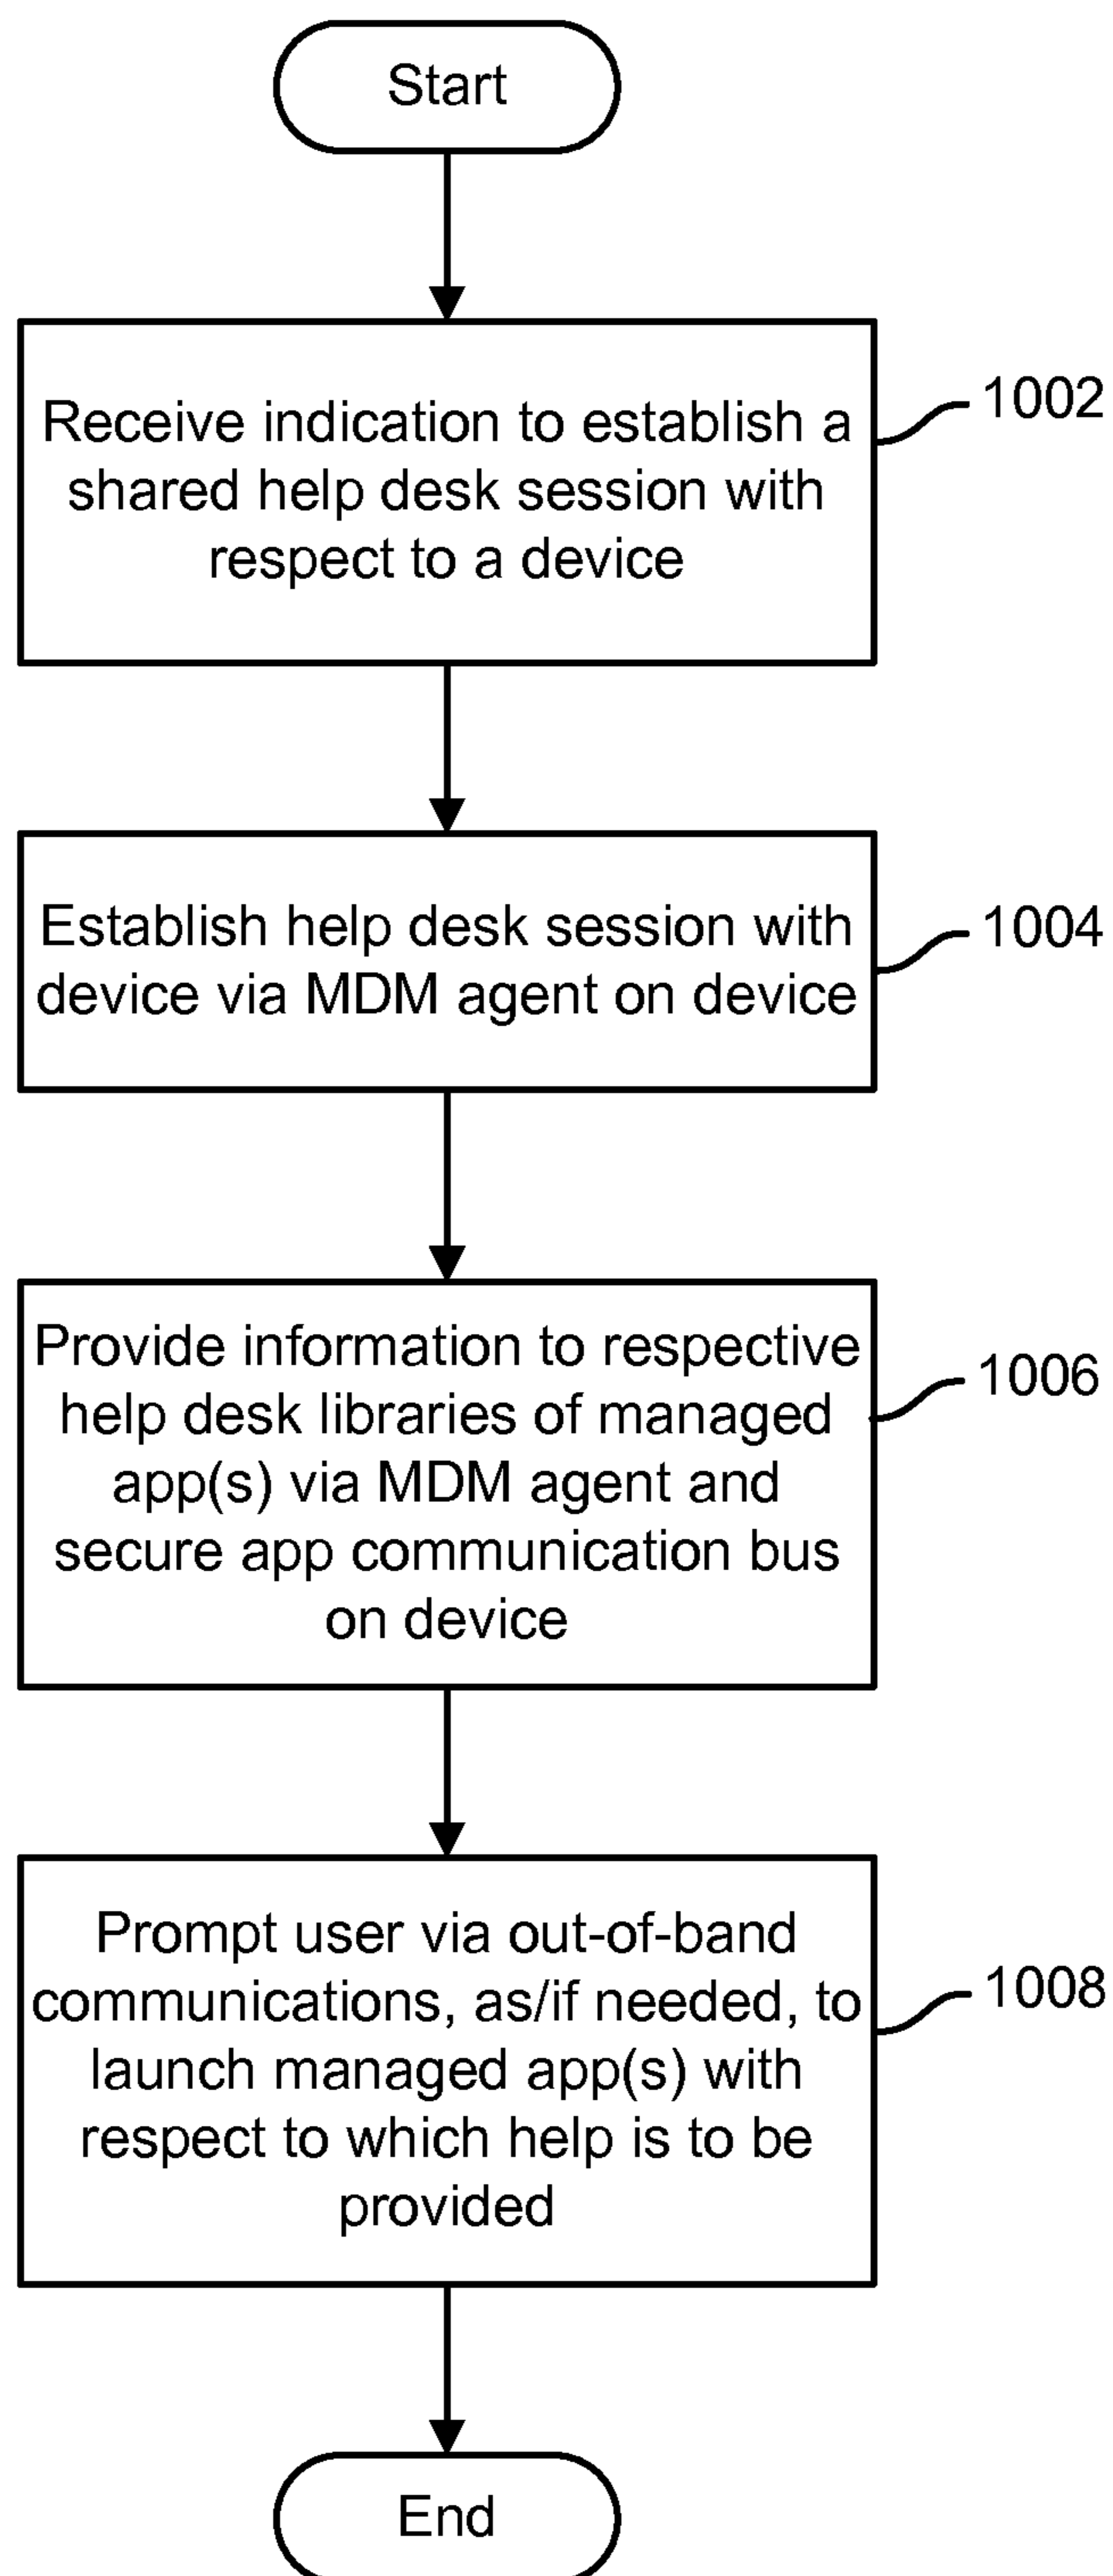 Start
Receive indication to establish a
shared help desk session with
respect to a device
1002
Establish help desk session with
device via MDM agent on device
1004
Provide information to respective
help desk libraries of managed
app(s) via MDM agent and
secure app communication bus
on device
1006
Prompt user via out-of-band
communications, as/if needed, to
launch managed app(s) with
respect to which help is to be
provided
1008
End